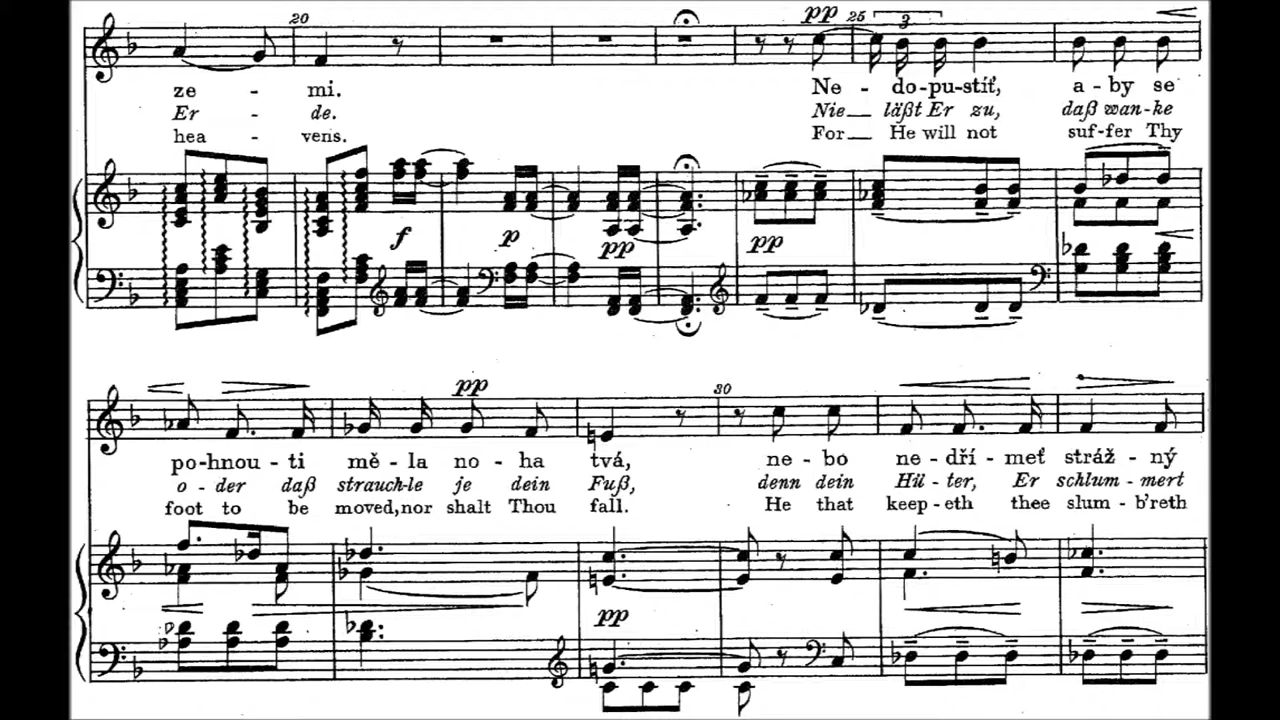 20 pp 25 3
ze - mi. Ne - do-pu-stíť, a-by se
Er - de. Nie läßt Er zu, daß wan-ke
hea - vens. For He will not suf-fer Thy
f p pp pp
pp 30
po-hnou-ti mě-la no-ha tvá, ne-bo ne-dří-meť stráž-ný
o-der daß strauch-le je dein Fuß, denn dein Hü-ter, Er schlum-mert
foot to be moved, nor shalt Thou fall. He that keep-eth thee slum-b'reth
pp